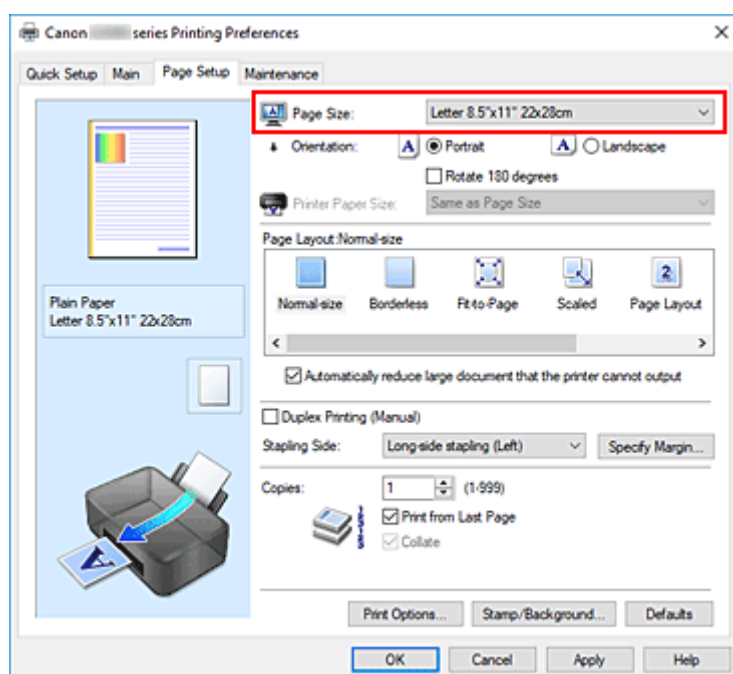 Canon series Printing Preferences
Quick Setup Main Page Setup Maintenance
Page Size: Letter 8.5"x11" 22x28cm
Orientation: A Portrait A Landscape
Rotate 180 degrees
Printer Paper Size: Same as Page Size
Page Layout:Normal-size
2
Normal-size Borderless Fit-to-Page Scaled Page Layout
Plain Paper
Letter 8.5"x11" 22x28cm
Automatically reduce large document that the printer cannot output
Duplex Printing (Manual)
Stapling Side: Long-side stapling (Left) Specify Margin...
Copies: 1 (1-999)
Print from Last Page
Collate
A
Print Options... Stamp/Background... Defaults
OK Cancel Apply Help